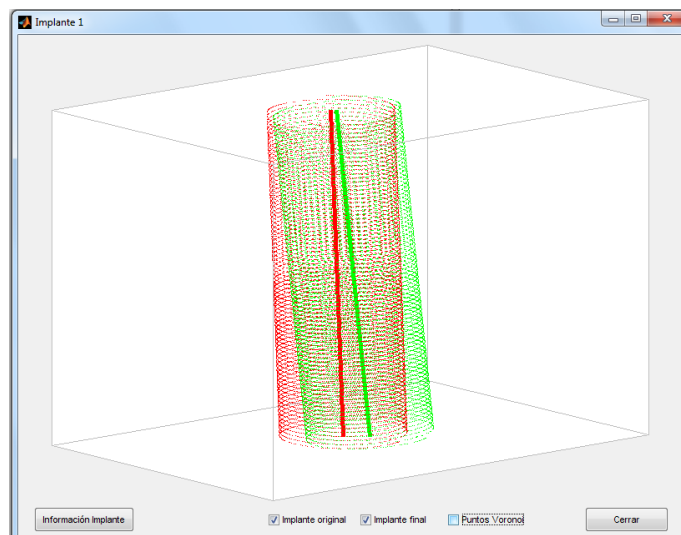 Implante 1
Información Implante
Implante original
Implante final
Puntos Voronoi
Cerrar